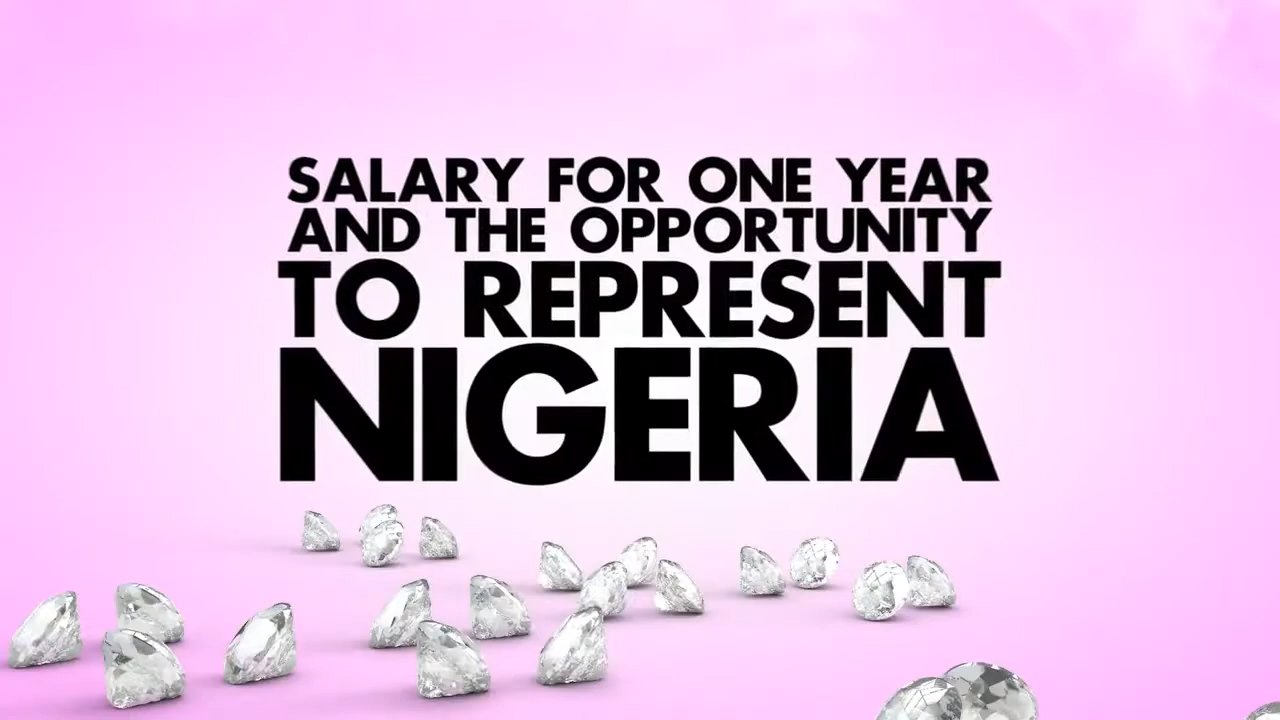 SALARY FOR ONE YEAR
AND THE OPPORTUNITY
TO REPRESENT
NIGERIA